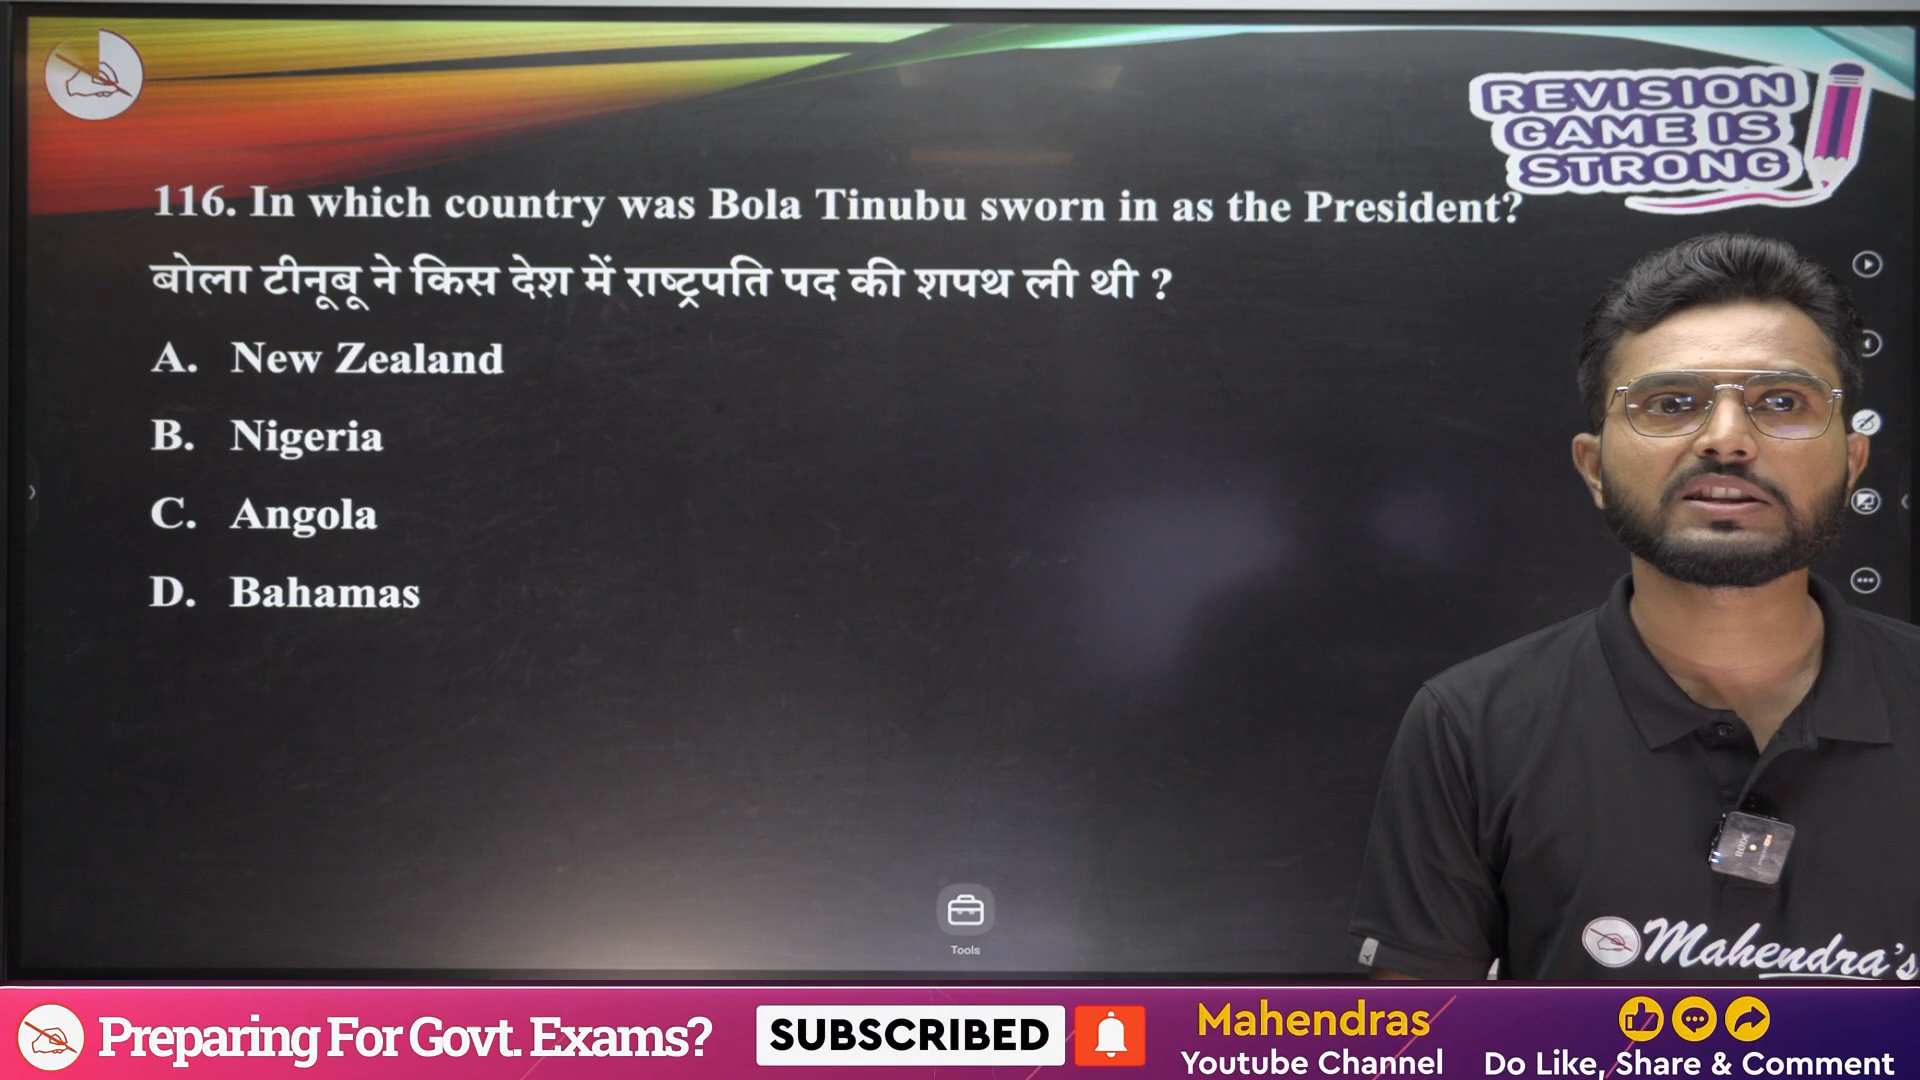 REVISION
GAME IS
STRONG
116. In which country was Bola Tinubu sworn in as the President?
बोला टीनूबू ने किस देश में राष्ट्रपति पद की शपथ ली थी ?
A. New Zealand
B. Nigeria
C. Angola
D. Bahamas
Tools
RODE
Mahendra's
Preparing For Govt. Exams?
SUBSCRIBED
Mahendras
Youtube Channel
Do Like, Share & Comment